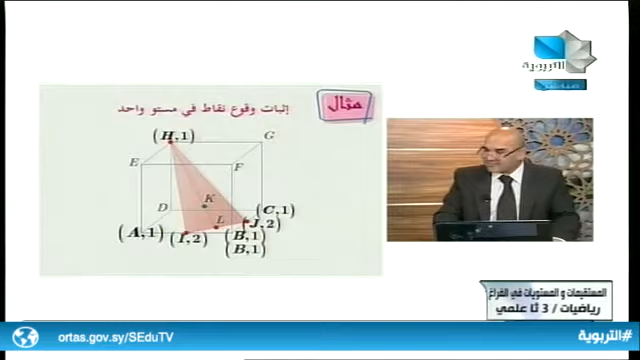 التربوية
مثال
إثبات وقوع نقاط في مستو واحد
(H,1)
G
E
F
K
D
(C,1)
L
(J,2)
(A,1)
(I,2)
(B,1)
(B,1)
المستقيمات و المستويات في الفراغ
رياضيات / 3 ثا علمي
ortas.gov.sy/SEduTV
#التربوية